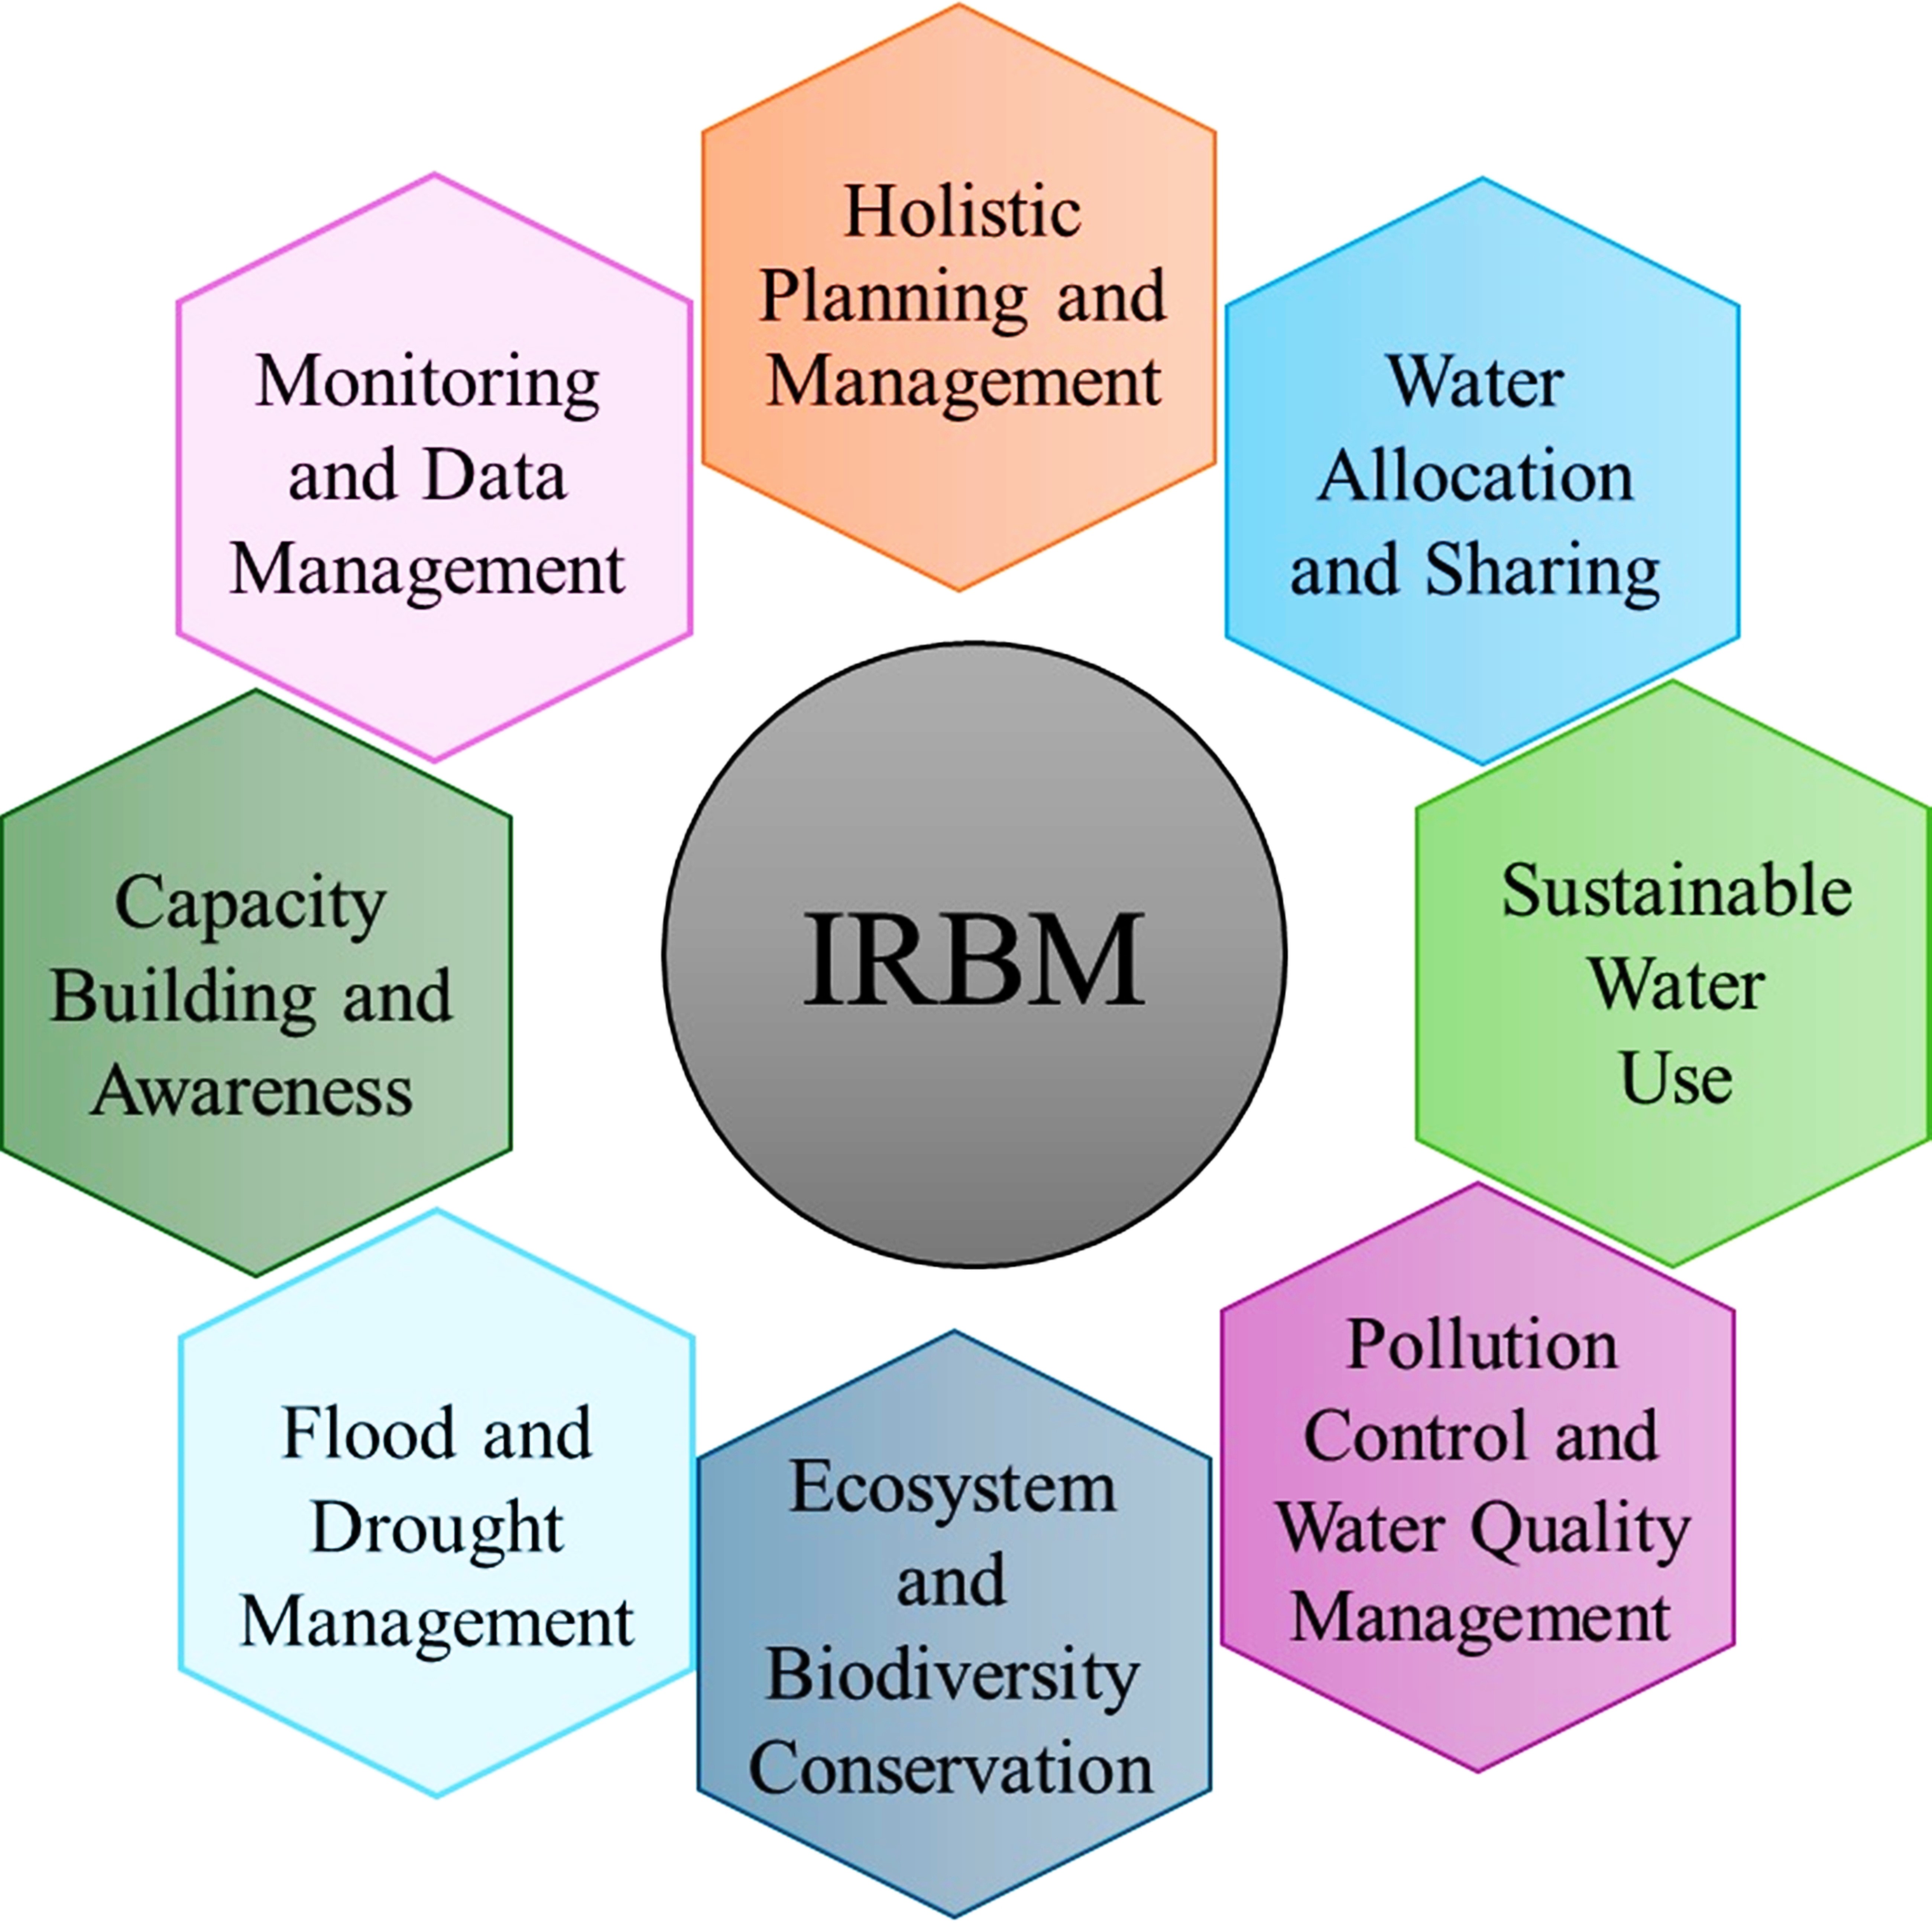 Holistic
Planning and
Management
Water
Allocation
and Sharing
Sustainable
Water
Use
Pollution
Control and
Water Quality
Management
Ecosystem
and
Biodiversity
Conservation
Flood and
Drought
Management
Capacity
Building and
Awareness
Monitoring
and Data
Management
IRBM